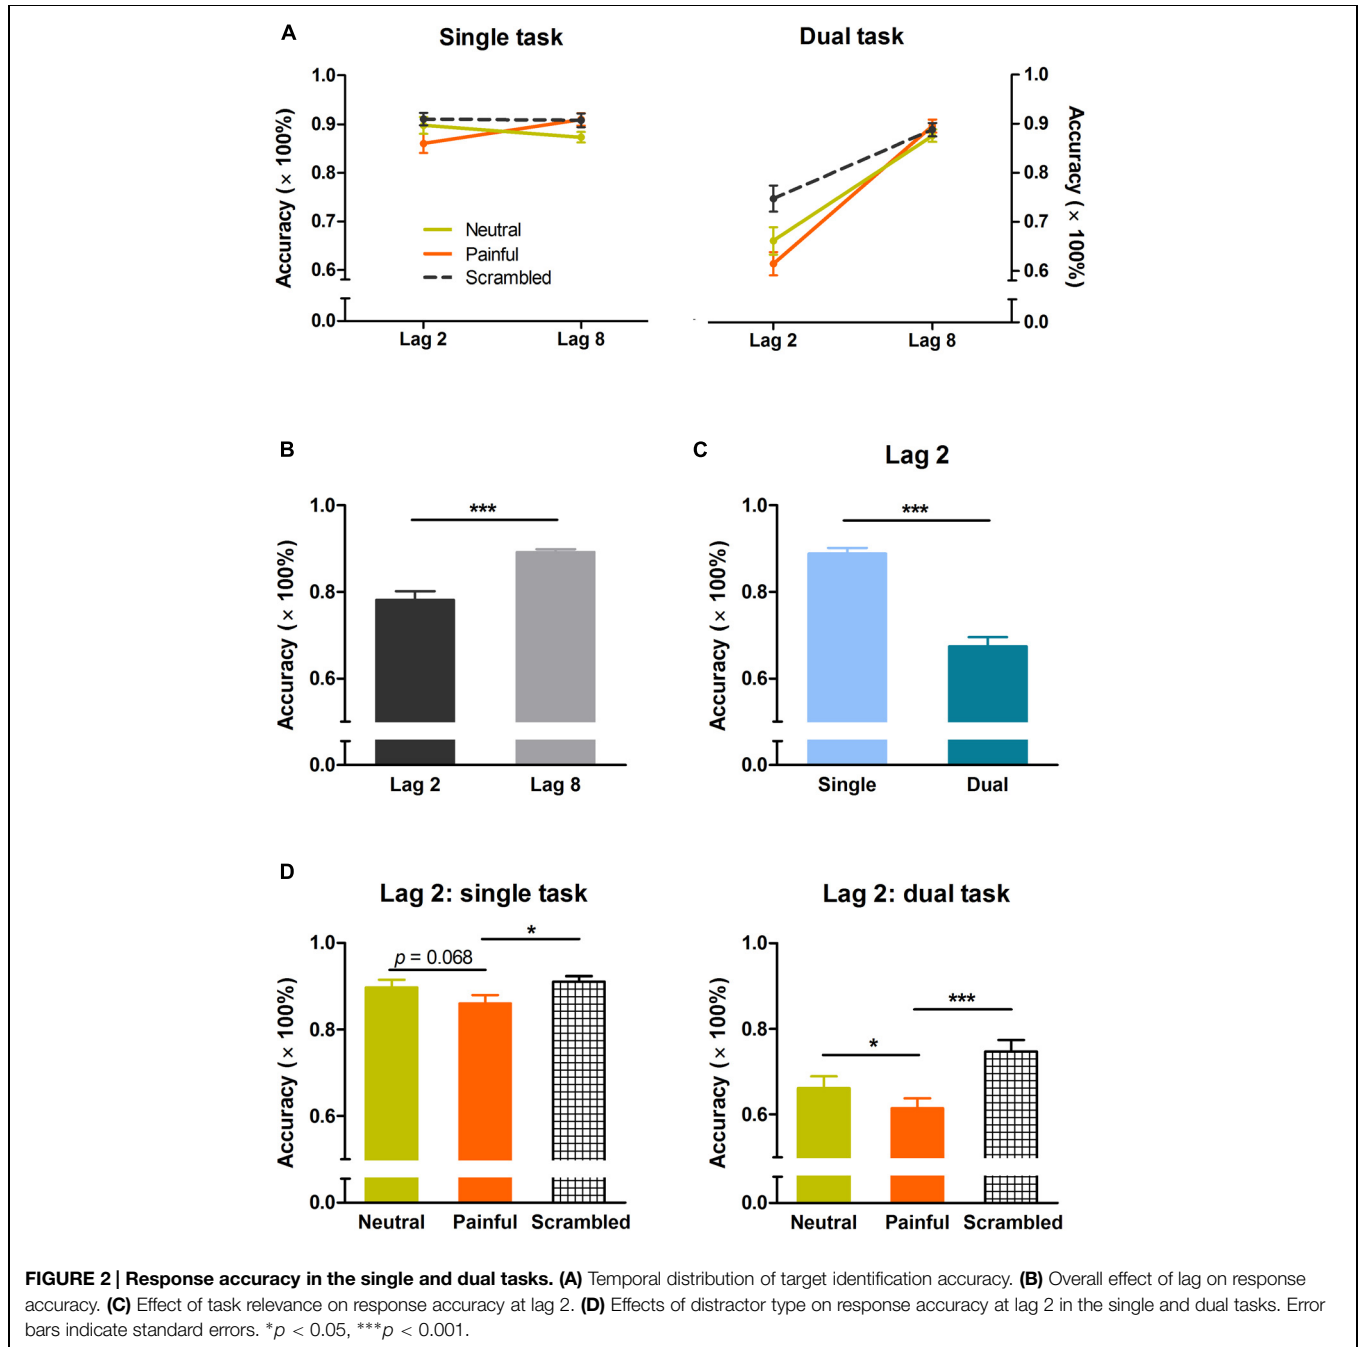 A
Single task
Dual task
1.0
0.9
0.8
0.7
0.6
0.0
Accuracy ( × 100%)
Neutral
Painful
Scrambled
Lag 2
Lag 8
1.0
0.9
0.8
0.7
0.6
0.0
Accuracy ( × 100%)
Lag 2
Lag 8
B
1.0
0.8
0.6
0.0
Accuracy ( × 100%)
***
Lag 2
Lag 8
C
Lag 2
1.0
0.8
0.6
0.0
Accuracy ( × 100%)
***
Single
Dual
D
Lag 2: single task
1.0
0.8
0.6
0.0
Accuracy ( × 100%)
p = 0.068
*
Neutral
Painful
Scrambled
Lag 2: dual task
1.0
0.8
0.6
0.0
Accuracy ( × 100%)
*
***
Neutral
Painful
Scrambled
FIGURE 2 | Response accuracy in the single and dual tasks. (A) Temporal distribution of target identification accuracy. (B) Overall effect of lag on response
accuracy. (C) Effect of task relevance on response accuracy at lag 2. (D) Effects of distractor type on response accuracy at lag 2 in the single and dual tasks. Error
bars indicate standard errors. *p < 0.05, ***p < 0.001.